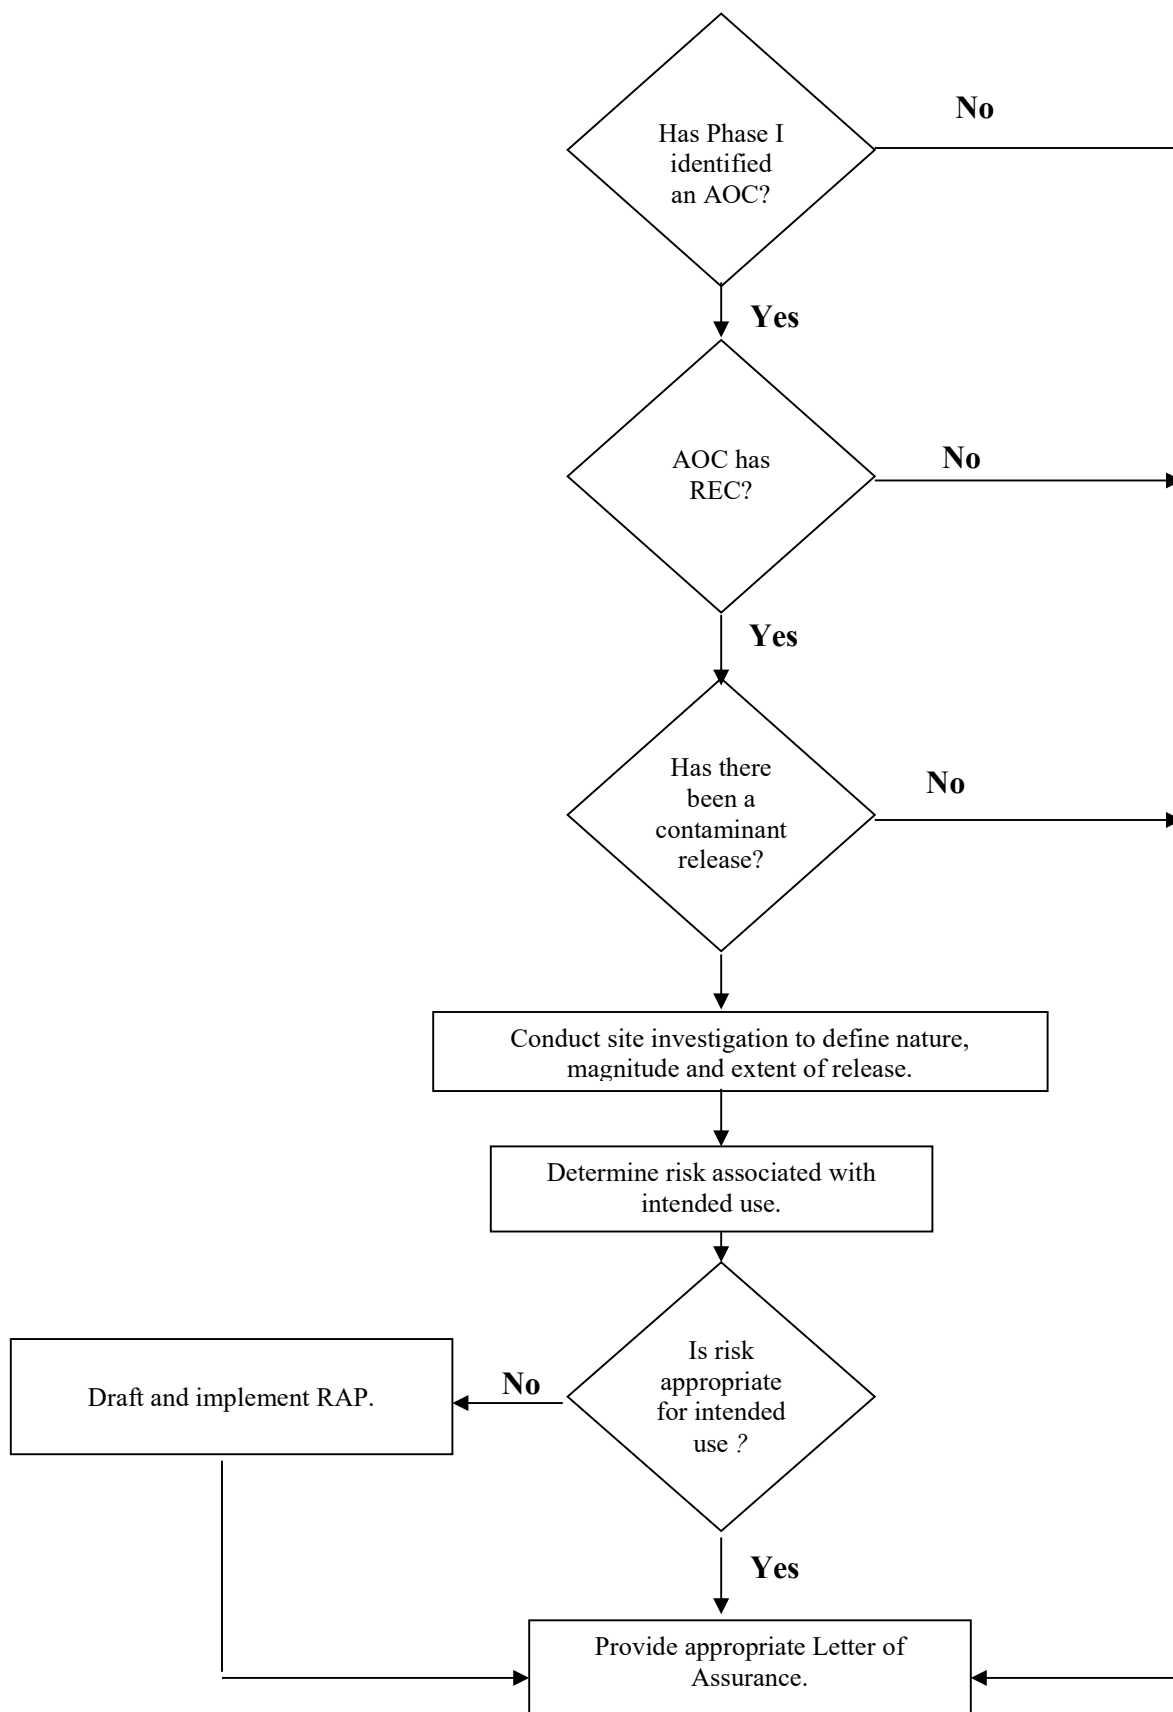 No
Has Phase I
identified
an AOC?
Yes
AOC has
REC?
No
Yes
Has there
been a
contaminant
release?
No
Conduct site investigation to define nature,
magnitude and extent of release.
Determine risk associated with
intended use.
Is risk
appropriate
for intended
use ?
No
Draft and implement RAP.
Yes
Provide appropriate Letter of
Assurance.